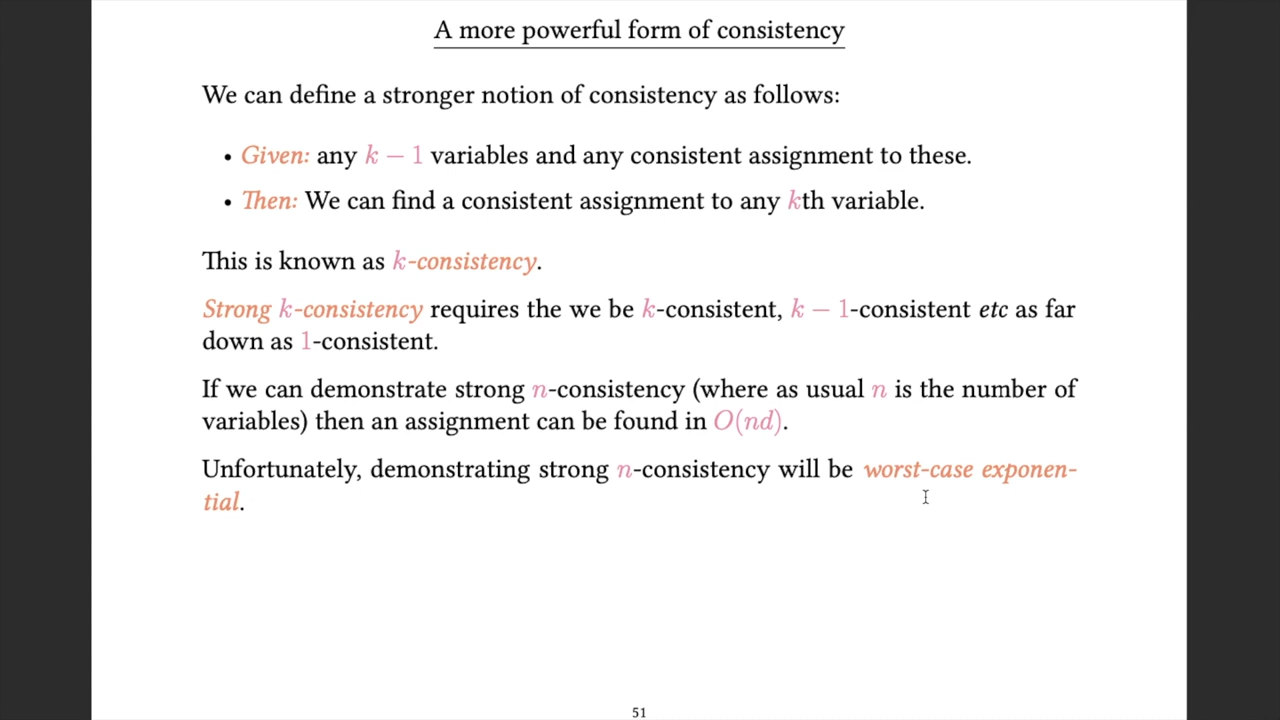 A more powerful form of consistency
We can define a stronger notion of consistency as follows:
• Given: any k − 1 variables and any consistent assignment to these.
• Then: We can find a consistent assignment to any kth variable.
This is known as k-consistency.
Strong k-consistency requires the we be k-consistent, k − 1-consistent etc as far
down as 1-consistent.
If we can demonstrate strong n-consistency (where as usual n is the number of
variables) then an assignment can be found in O(nd).
Unfortunately, demonstrating strong n-consistency will be worst-case exponen-
tial.
51